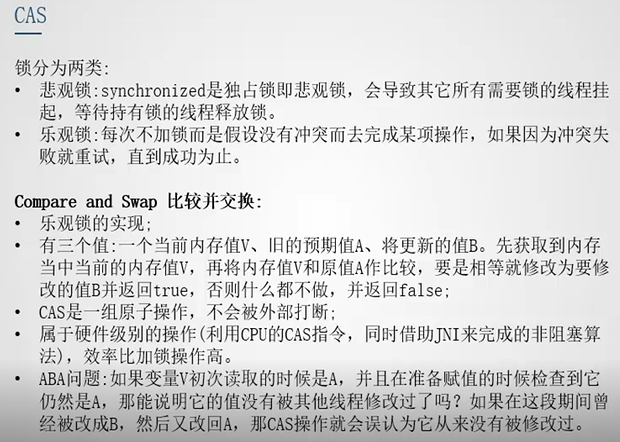 CAS
锁分为两类:
• 悲观锁:synchronized是独占锁即悲观锁，会导致其它所有需要锁的线程挂
起，等待持有锁的线程释放锁。
• 乐观锁:每次不加锁而是假设没有冲突而去完成某项操作，如果因为冲突失
败就重试，直到成功为止。
Compare and Swap 比较并交换:
• 乐观锁的实现;
• 有三个值:一个当前内存值V、旧的预期值A、将更新的值B。先获取到内存
当中当前的内存值V，再将内存值V和原值A作比较，要是相等就修改为要修
改的值B并返回true，否则什么都不做，并返回false;
• CAS是一组原子操作，不会被外部打断;
• 属于硬件级别的操作(利用CPU的CAS指令，同时借助JNI来完成的非阻塞算
法)，效率比加锁操作高。
• ABA问题:如果变量V初次读取的时候是A，并且在准备赋值的时候检查到它
仍然是A，那能说明它的值没有被其他线程修改过了吗？如果在这段期间曾
经被改成B，然后又改回A，那CAS操作就会误认为它从来没有被修改过。